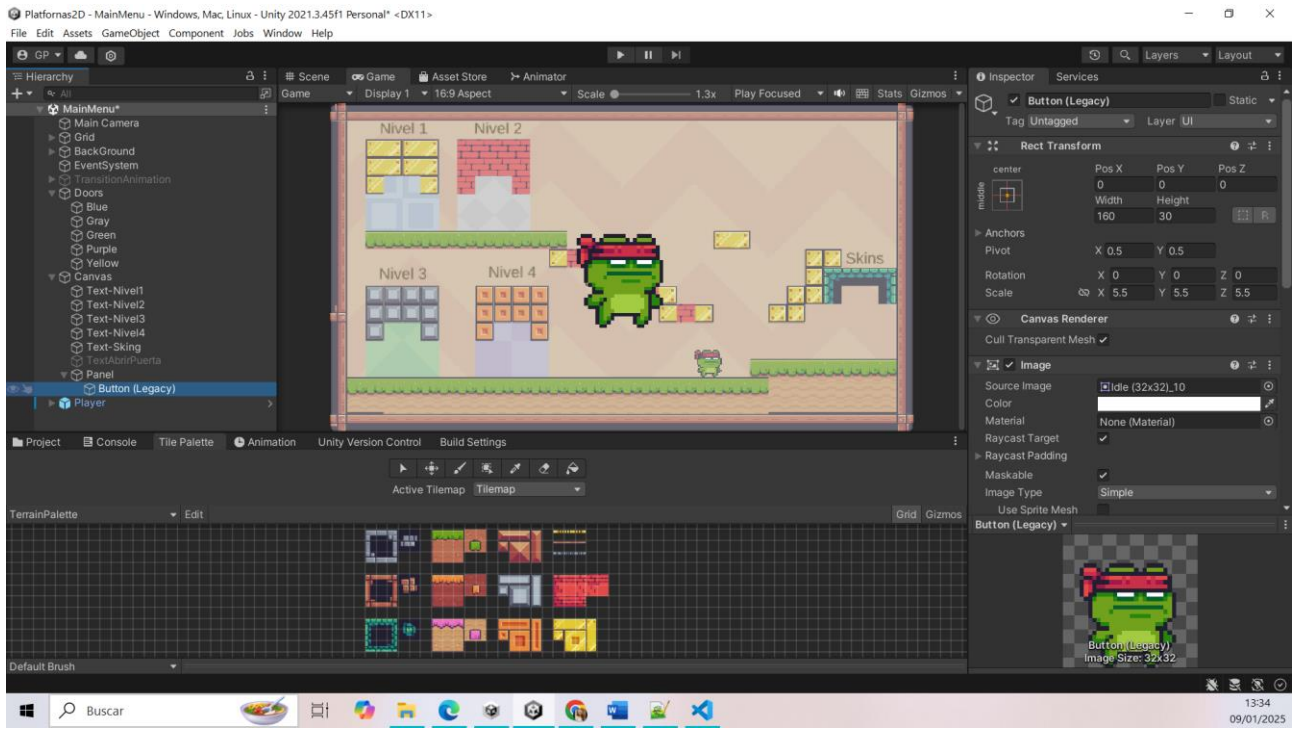 Platfornas2D - MainMenu - Windows, Mac, Linux - Unity 2021.3.45f1 Personal* <DX11>
File Edit Assets GameObject Component Jobs Window Help
GP Layers Layout
Hierarchy
All
MainMenu*
Main Camera
Grid
BackGround
EventSystem
TransitionAnimation
Doors
Blue
Gray
Green
Purple
Yellow
Canvas
Text-Nivel1
Text-Nivel2
Text-Nivel3
Text-Nivel4
Text-Sking
TextAbrirPuerta
Panel
Button (Legacy)
Player
Scene Game Asset Store Animator
Game Display 1 16:9 Aspect Scale 1.3x Play Focused Stats Gizmos
Nivel 1 Nivel 2
Skins
Nivel 3 Nivel 4
Inspector Services
Button (Legacy) Static
Tag Untagged Layer UI
Rect Transform
center Pos X Pos Y Pos Z
middle 0 0 0
Width Height
160 30 R
Anchors
Pivot X 0.5 Y 0.5
Rotation X 0 Y 0 Z 0
Scale X 5.5 Y 5.5 Z 5.5
Canvas Renderer
Cull Transparent Mesh
Image
Source Image Idle (32x32)_10
Color
Material None (Material)
Raycast Target
Raycast Padding
Maskable
Image Type Simple
Use Sprite Mesh
Button (Legacy)
Button (Legacy)
Image Size: 32x32
Project Console Tile Palette Animation Unity Version Control Build Settings
Active Tilemap Tilemap
TerrainPalette Edit Grid Gizmos
Default Brush
Buscar
13:34
09/01/2025